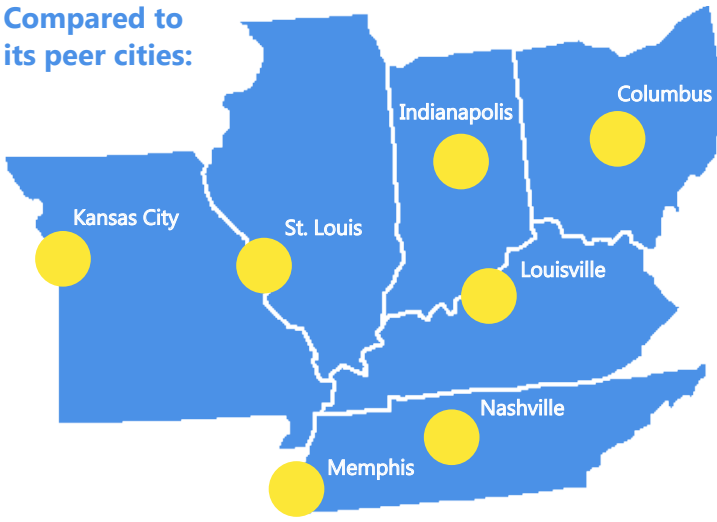 Compared to
its peer cities:
Columbus
Indianapolis
Kansas City
St. Louis
Louisville
Nashville
Memphis